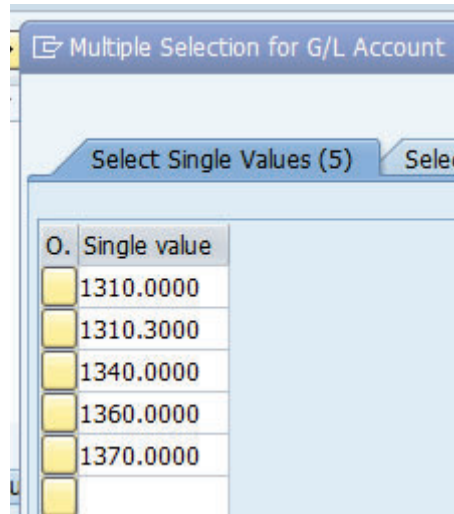 Multiple Selection for G/L Account
Select Single Values (5)
O. Single value
1310.0000
1310.3000
1340.0000
1360.0000
1370.0000